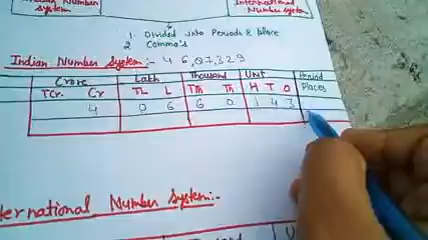 Number
System
International
Number System
1. Divided into Periods & Place
2 Comma's
Indian Number System:- 4 6,07,329
Crore Lakh Thousand Unit Period
TCr. Cr TL L Tth Th H T O Places
4 0 6 6 0 1 4 3
ternational Number System:-